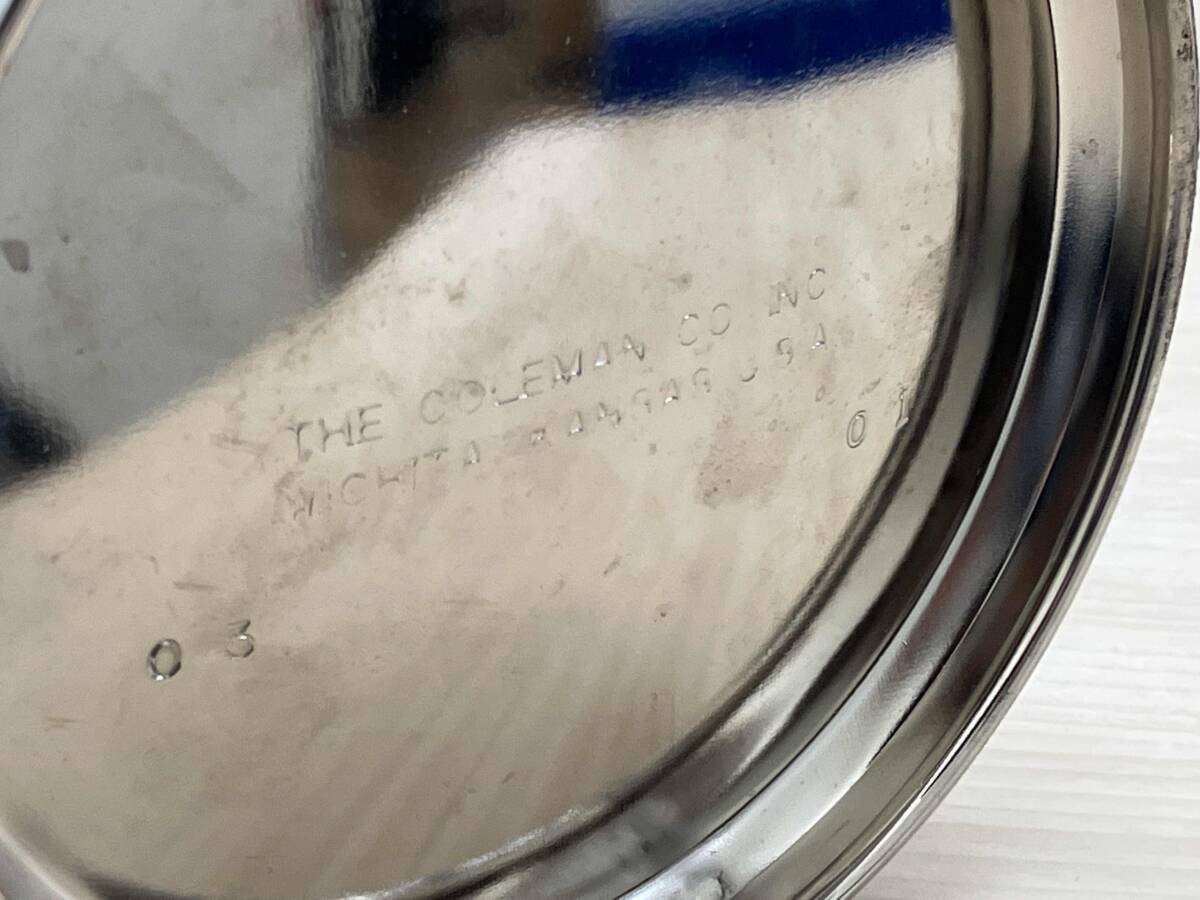 THE COLEMAN CO INC
WICHITA KANSAS USA
01
03